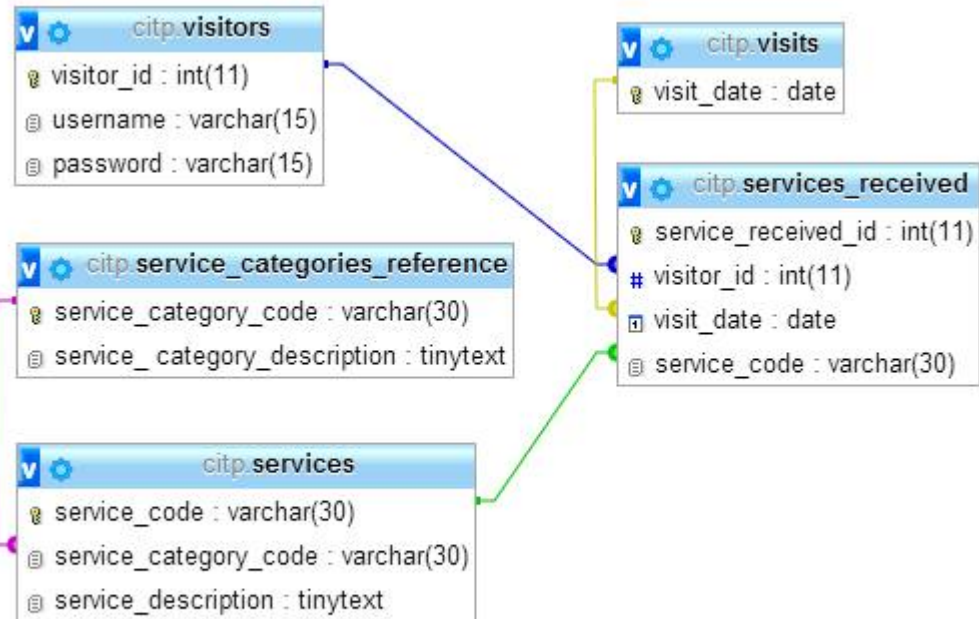 citp.visitors
visitor_id : int(11)
username : varchar(15)
password : varchar(15)
citp.service_categories_reference
service_category_code : varchar(30)
service_ category_description : tinytext
citp.services
service_code : varchar(30)
service_category_code : varchar(30)
service_description : tinytext
citp.visits
visit_date : date
citp.services_received
service_received_id : int(11)
# visitor_id : int(11)
visit_date : date
service_code : varchar(30)